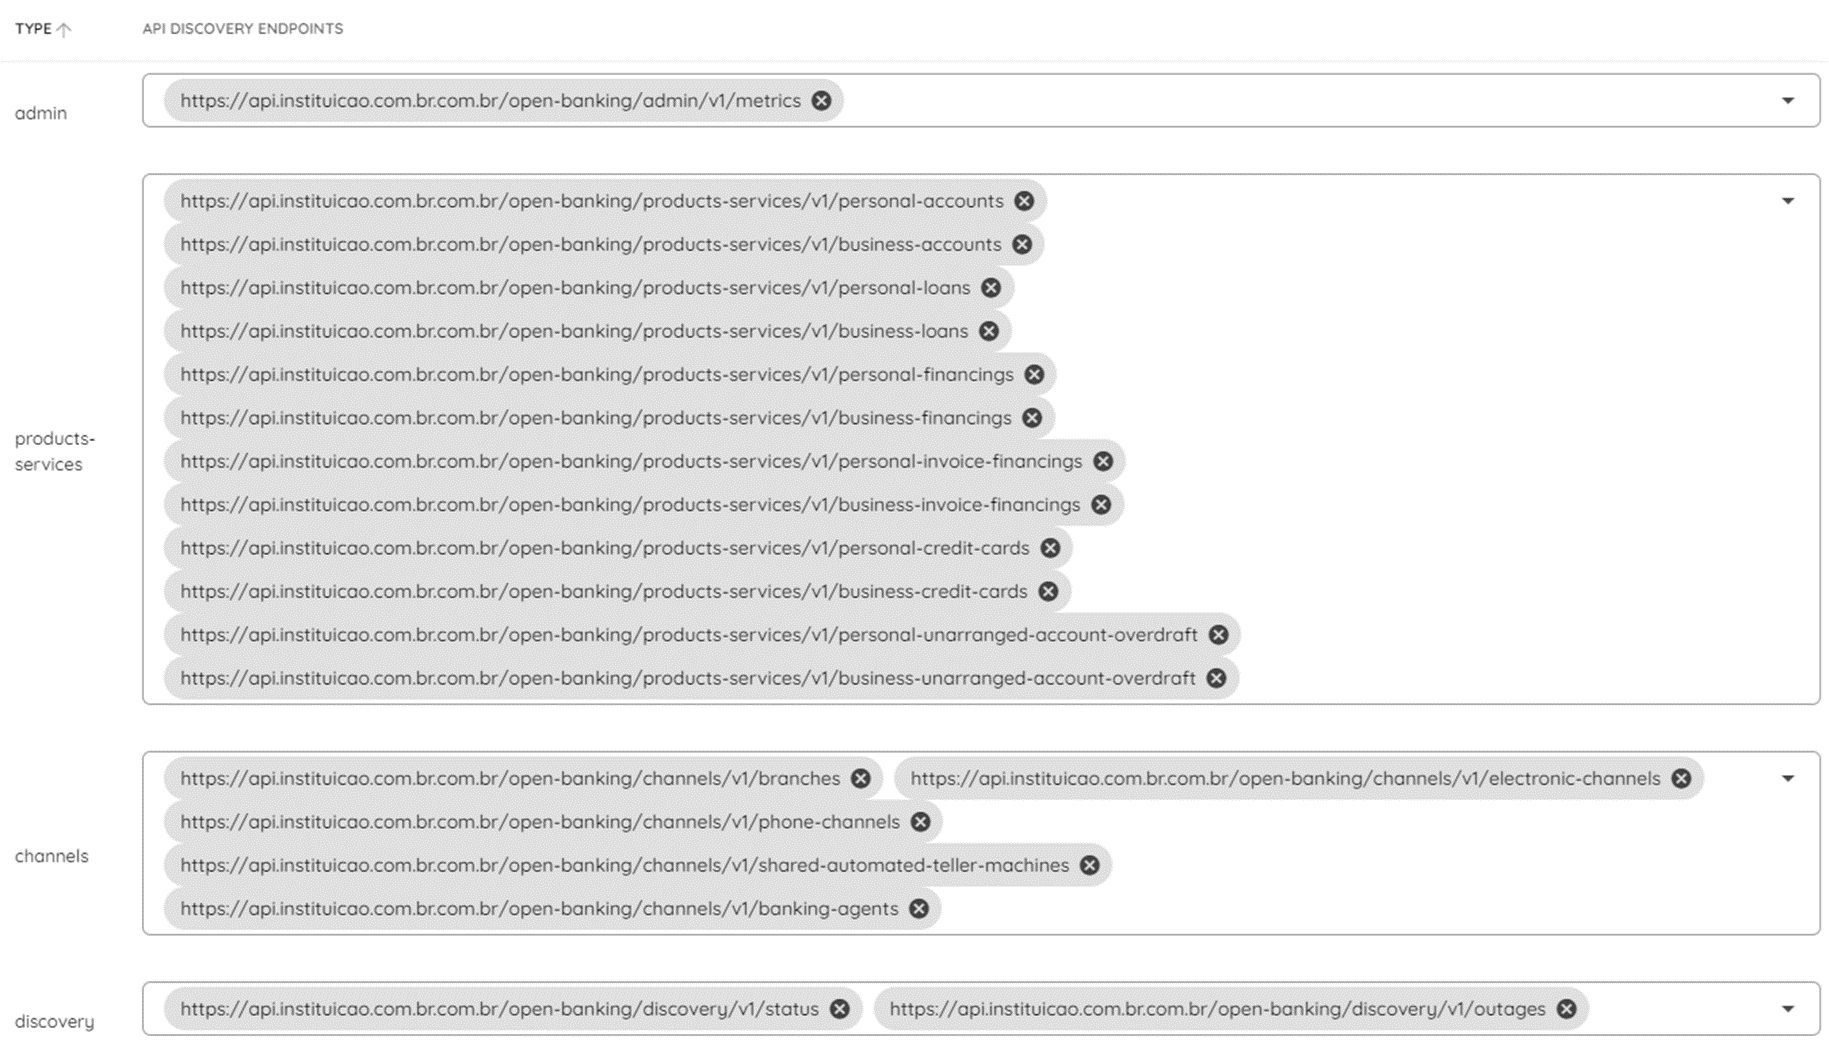 TYPE API DISCOVERY ENDPOINTS
admin
https://api.instituicao.com.br.com.br/open-banking/admin/v1/metrics
products-
services
https://api.instituicao.com.br.com.br/open-banking/products-services/v1/personal-accounts
https://api.instituicao.com.br.com.br/open-banking/products-services/v1/business-accounts
https://api.instituicao.com.br.com.br/open-banking/products-services/v1/personal-loans
https://api.instituicao.com.br.com.br/open-banking/products-services/v1/business-loans
https://api.instituicao.com.br.com.br/open-banking/products-services/v1/personal-financings
https://api.instituicao.com.br.com.br/open-banking/products-services/v1/business-financings
https://api.instituicao.com.br.com.br/open-banking/products-services/v1/personal-invoice-financings
https://api.instituicao.com.br.com.br/open-banking/products-services/v1/business-invoice-financings
https://api.instituicao.com.br.com.br/open-banking/products-services/v1/personal-credit-cards
https://api.instituicao.com.br.com.br/open-banking/products-services/v1/business-credit-cards
https://api.instituicao.com.br.com.br/open-banking/products-services/v1/personal-unarranged-account-overdraft
https://api.instituicao.com.br.com.br/open-banking/products-services/v1/business-unarranged-account-overdraft
channels
https://api.instituicao.com.br.com.br/open-banking/channels/v1/branches https://api.instituicao.com.br.com.br/open-banking/channels/v1/electronic-channels
https://api.instituicao.com.br.com.br/open-banking/channels/v1/phone-channels
https://api.instituicao.com.br.com.br/open-banking/channels/v1/shared-automated-teller-machines
https://api.instituicao.com.br.com.br/open-banking/channels/v1/banking-agents
discovery
https://api.instituicao.com.br.com.br/open-banking/discovery/v1/status https://api.instituicao.com.br.com.br/open-banking/discovery/v1/outages